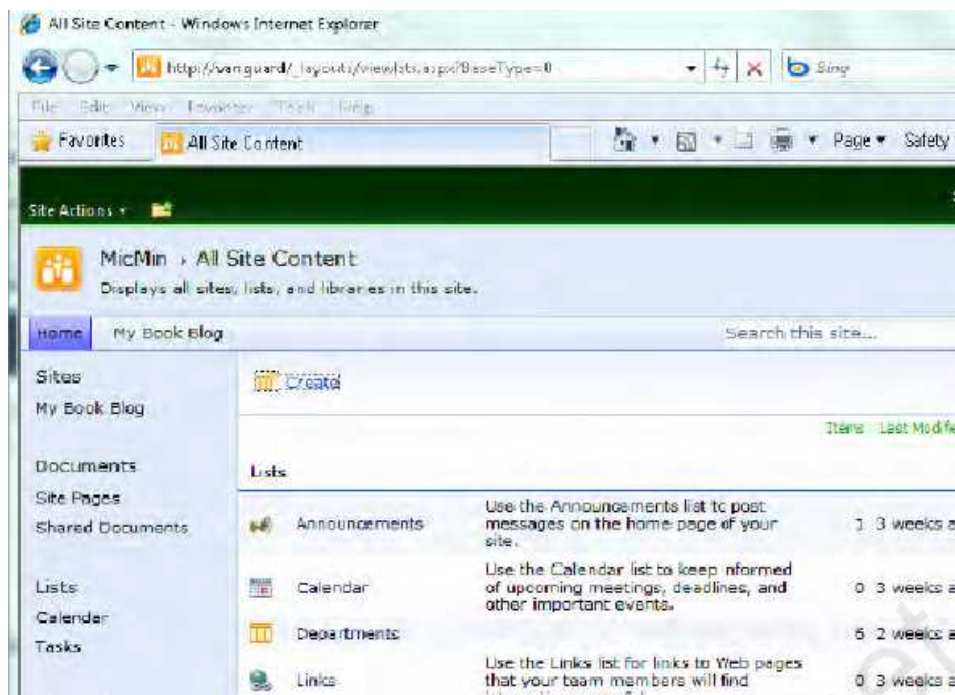 All Site Content - Windows Internet Explorer
http://vanguard/_layouts/viewlsts.aspx?BaseType=0
Bing
File Edit View Favorites Tools Help
Favorites All Site Content Page Safety
Site Actions
MicMin › All Site Content
Displays all sites, lists, and libraries in this site.
Home My Book Blog Search this site...
Sites
My Book Blog
Documents
Site Pages
Shared Documents
Lists
Calendar
Tasks
Create
Items Last Modifie
Lists
Announcements
Use the Announcements list to post
messages on the home page of your
site.
1 3 weeks a
Calendar
Use the Calendar list to keep informed
of upcoming meetings, deadlines, and
other important events.
0 3 weeks a
Departments
6 2 weeks a
Links
Use the Links list for links to Web pages
that your team members will find
0 3 weeks a